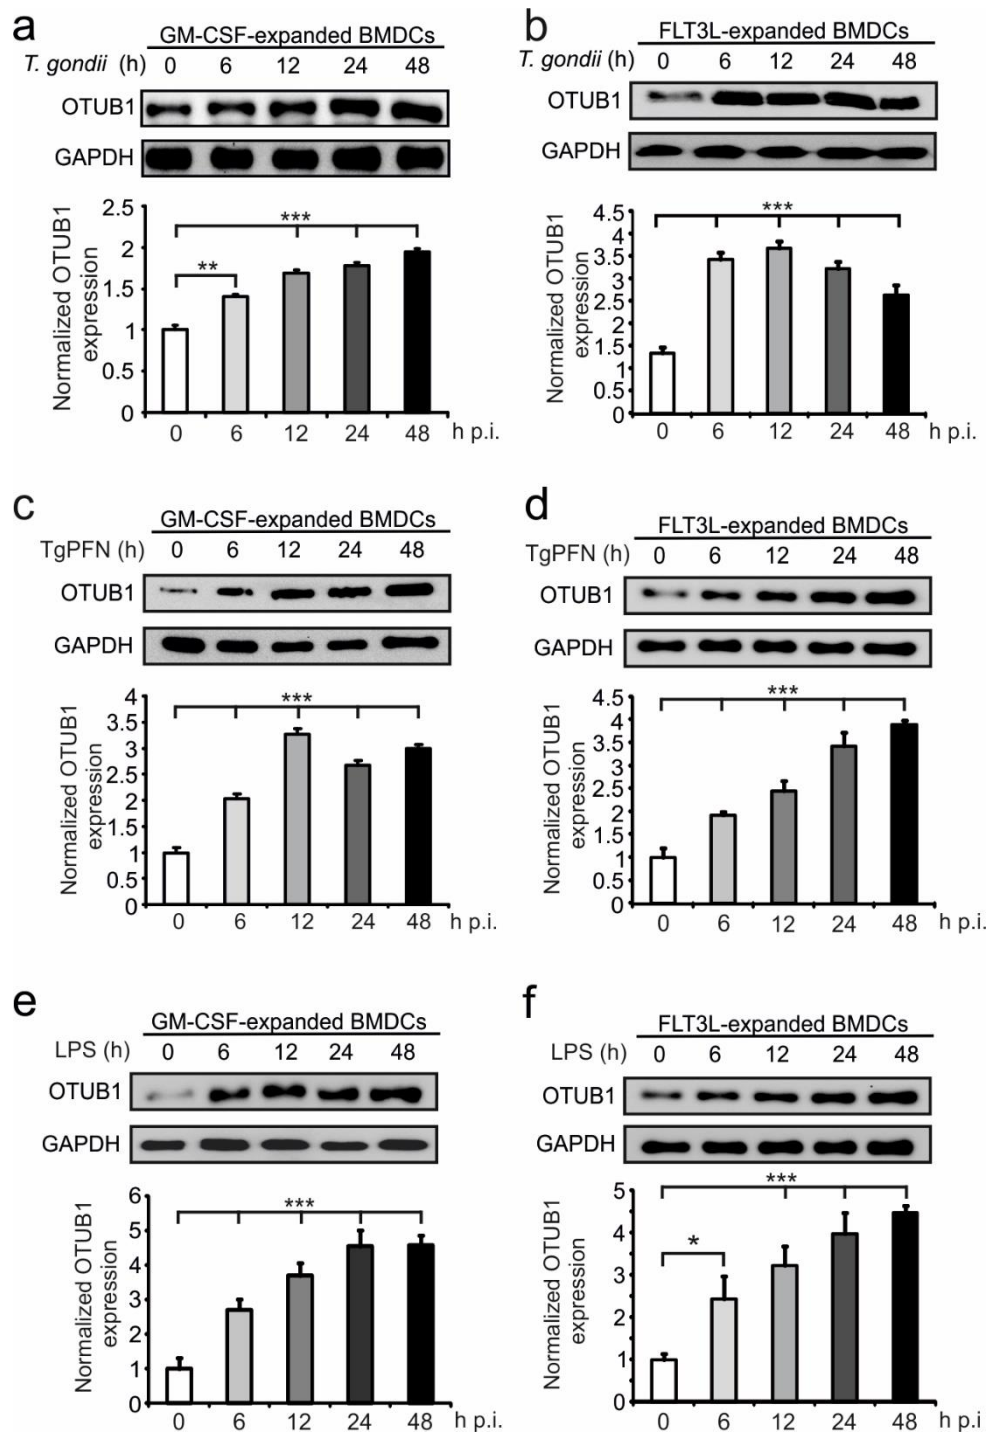 a
GM-CSF-expanded BMDCs
T. gondii (h) 0 6 12 24 48
OTUB1
GAPDH
Normalized OTUB1
expression
2.5
2
1.5
1
0.5
0
***
**
0 6 12 24 48 h p.i.
b
FLT3L-expanded BMDCs
T. gondii (h) 0 6 12 24 48
OTUB1
GAPDH
Normalized OTUB1
expression
4.5
4
3.5
3
2.5
2
1.5
1
0.5
0
***
0 6 12 24 48 h p.i.
c
GM-CSF-expanded BMDCs
TgPFN (h) 0 6 12 24 48
OTUB1
GAPDH
Normalized OTUB1
expression
4
3.5
3
2.5
2
1.5
1
0.5
0
***
0 6 12 24 48 h p.i.
d
FLT3L-expanded BMDCs
TgPFN (h) 0 6 12 24 48
OTUB1
GAPDH
Normalized OTUB1
expression
4.5
4
3.5
3
2.5
2
1.5
1
0.5
0
***
0 6 12 24 48 h p.i.
e
GM-CSF-expanded BMDCs
LPS (h) 0 6 12 24 48
OTUB1
GAPDH
Normalized OTUB1
expression
6
5
4
3
2
1
0
***
0 6 12 24 48 h p.i.
f
FLT3L-expanded BMDCs
LPS (h) 0 6 12 24 48
OTUB1
GAPDH
Normalized OTUB1
expression
5
4
3
2
1
0
***
*
0 6 12 24 48 h p.i